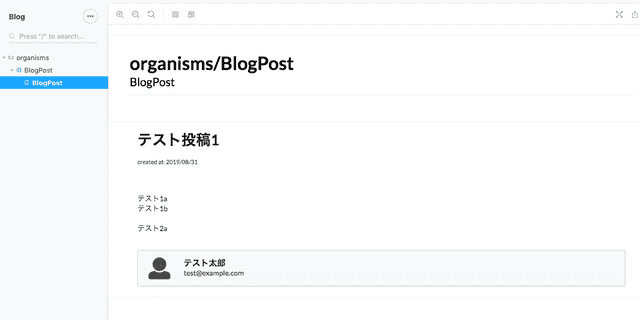 Blog
Press "/" to search...
organisms
BlogPost
BlogPost
organisms/BlogPost
BlogPost
テスト投稿1
created at: 2019/08/31
テスト1a
テスト1b
テスト2a
テスト太郎
test@example.com